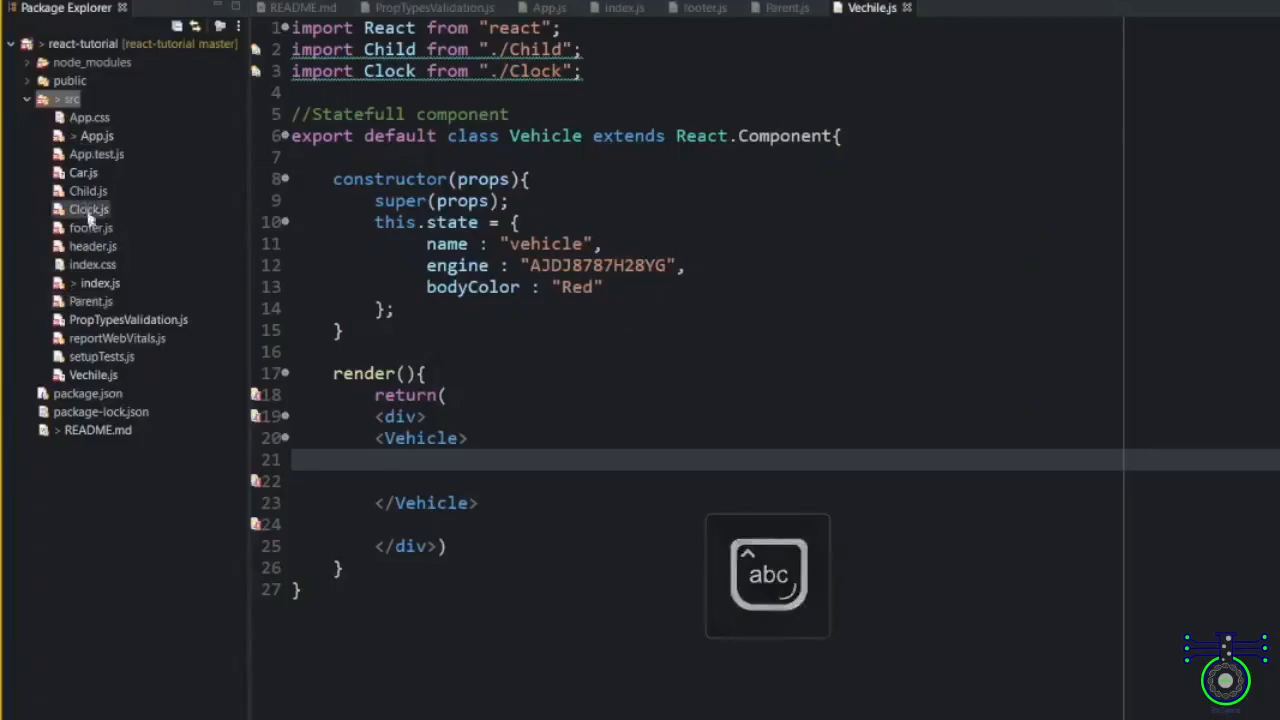 Package Explorer
README.md
PropTypesValidation.js
App.js
index.js
footer.js
Parent.js
Vechile.js
> react-tutorial [react-tutorial master]
node_modules
public
> src
App.css
> App.js
App.test.js
Car.js
Child.js
Clock.js
footer.js
header.js
index.css
> index.js
Parent.js
PropTypesValidation.js
reportWebVitals.js
setupTests.js
Vechile.js
package.json
package-lock.json
> README.md
1 import React from "react";
2 import Child from "./Child";
3 import Clock from "./Clock";
4
5 //Statefull component
6 export default class Vehicle extends React.Component{
7
8 constructor(props){
9 super(props);
10 this.state = {
11 name : "vehicle",
12 engine : "AJDJ8787H28YG",
13 bodyColor : "Red"
14 };
15 }
16
17 render(){
18 return(
19 <div>
20 <Vehicle>
21
22
23 </Vehicle>
24
25 </div>)
26 }
27 }
abc